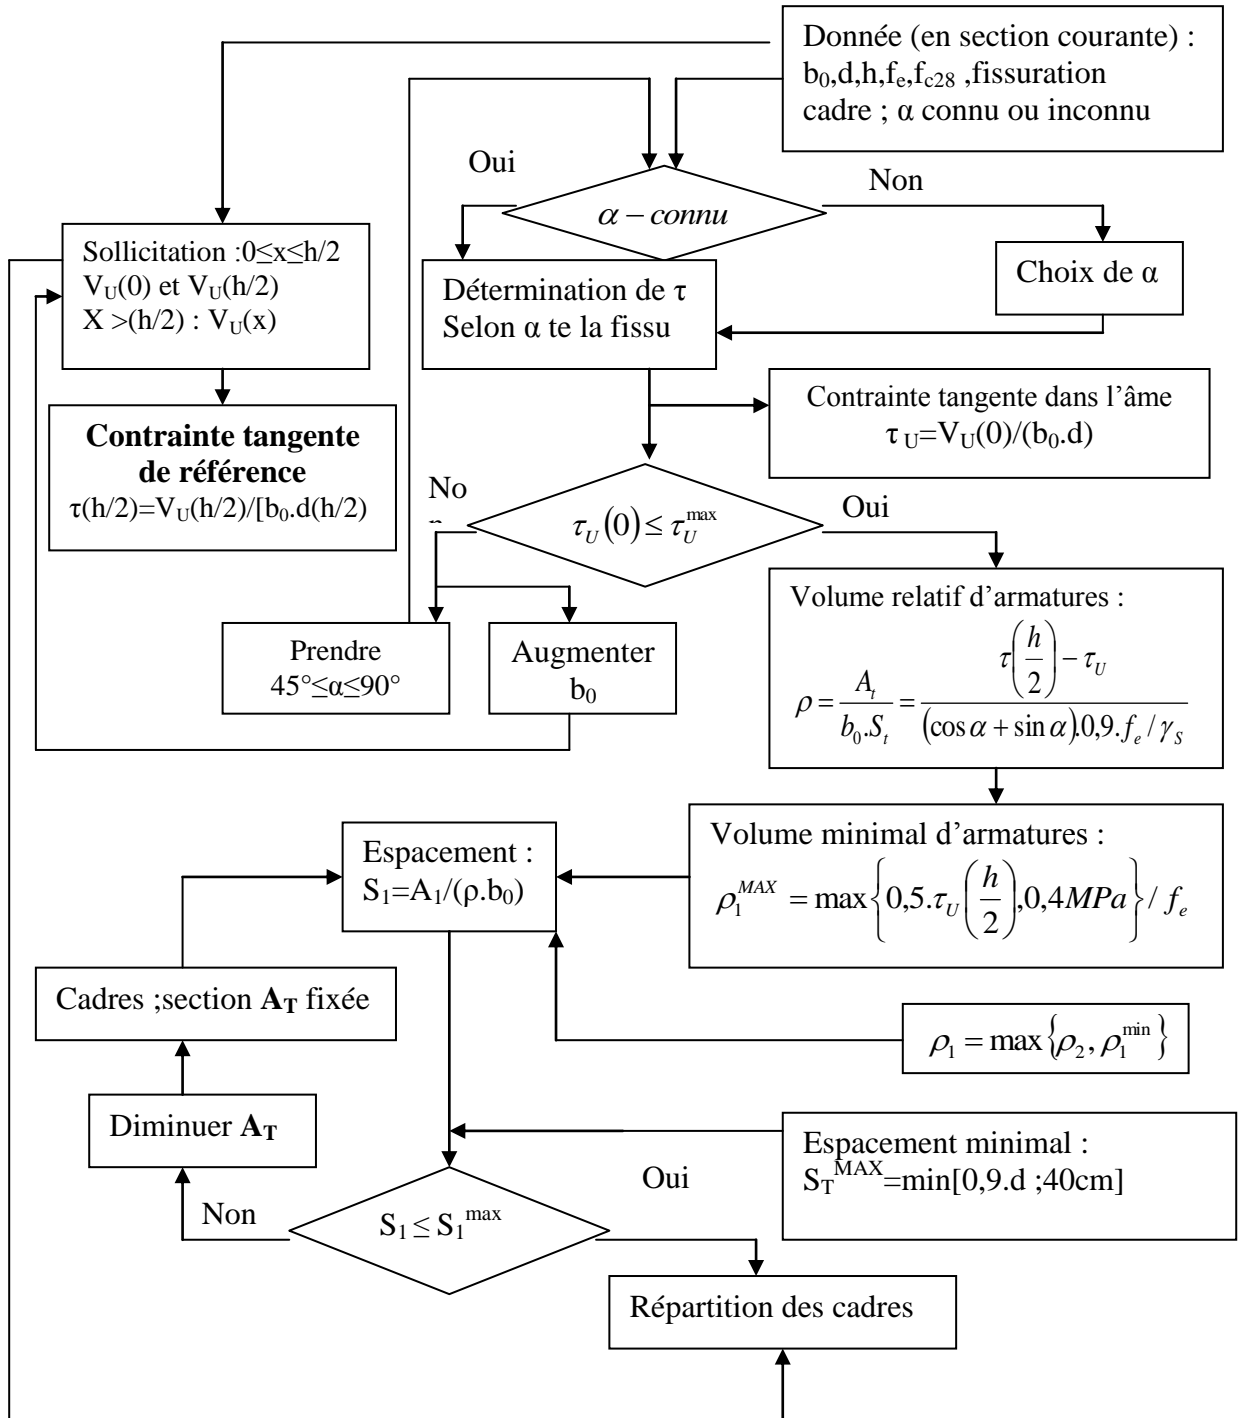 Donnée (en section courante) :
b₀,d,h,fₑ,f_c28 ,fissuration
cadre ; α connu ou inconnu
Oui
Non
α – connu
Sollicitation :0≤x≤h/2
V_U(0) et V_U(h/2)
X >(h/2) : V_U(x)
Détermination de τ
Selon α te la fissu
Choix de α
Contrainte tangente dans l’âme
τ_U=V_U(0)/(b₀.d)
Contrainte tangente
de référence
τ(h/2)=V_U(h/2)/[b₀.d(h/2)
No
τ_U(0) ≤ τ_U^max
Oui
Volume relatif d’armatures :
ρ = A_t / (b₀.S_t) = (τ(h/2) − τ_U) / ((cos α + sin α).0,9.fₑ / γ_S)
Prendre
45°≤α≤90°
Augmenter
b₀
Volume minimal d’armatures :
ρ₁^MAX = max{0,5.τ_U(h/2),0,4MPa} / fₑ
Espacement :
S₁=A₁/(ρ.b₀)
Cadres ;section A_T fixée
ρ₁ = max{ρ₂, ρ₁^min}
Diminuer A_T
Espacement minimal :
S_T^MAX=min[0,9.d ;40cm]
Oui
Non
S₁ ≤ S₁^max
Répartition des cadres